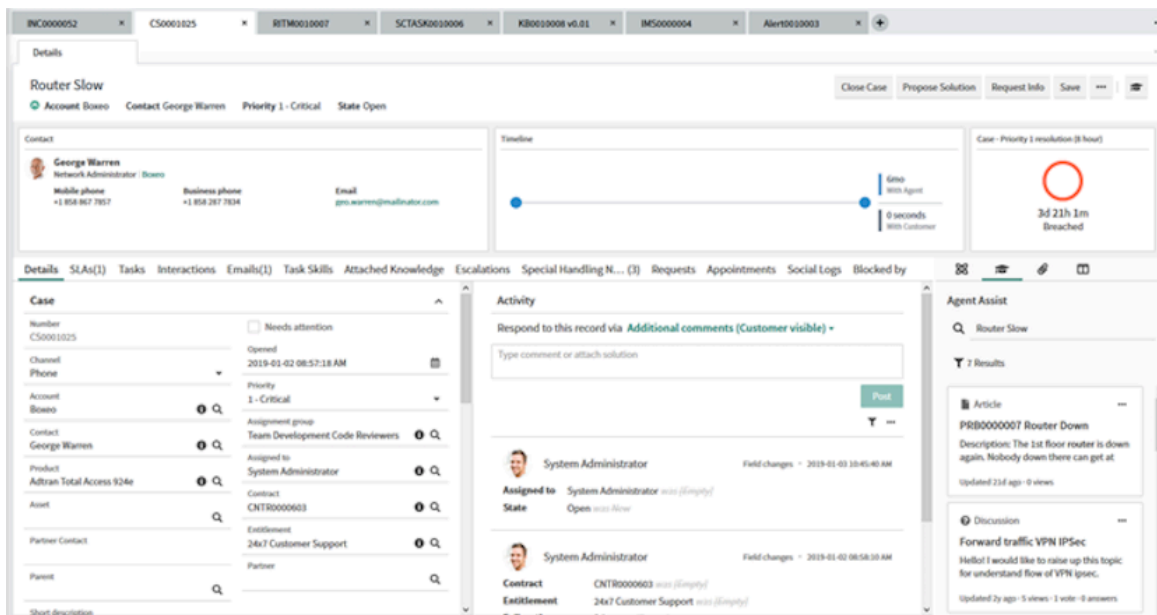 INC0000052 × CS0001025 × RITM0010007 × SCTASK0010006 × KB0010008 v0.01 × IMS0000004 × Alert0010003 × +
Details
Router Slow
Close Case Propose Solution Request Info Save •••
Account Boxeo Contact George Warren Priority 1 - Critical State Open
Contact
George Warren
Network Administrator | Boxeo
Mobile phone
+1 858 867 7857
Business phone
+1 858 287 7834
Email
geo.warren@mailinator.com
Timeline
6mo
With Agent
0 seconds
With Customer
Case - Priority 1 resolution (8 hour)
3d 21h 1m
Breached
Details SLAs(1) Tasks Interactions Emails(1) Task Skills Attached Knowledge Escalations Special Handling N... (3) Requests Appointments Social Logs Blocked by
Case
Number
CS0001025
Channel
Phone
Account
Boxeo
Contact
George Warren
Product
Adtran Total Access 924e
Asset
Partner Contact
Parent
Short description
Needs attention
Opened
2019-01-02 08:57:18 AM
Priority
1 - Critical
Assignment group
Team Development Code Reviewers
Assigned to
System Administrator
Contract
CNTR0000603
Entitlement
24x7 Customer Support
Partner
Activity
Respond to this record via Additional comments (Customer visible)
Type comment or attach solution
Post
System Administrator Field changes • 2019-01-03 10:45:40 AM
Assigned to System Administrator was [Empty]
State Open was New
System Administrator Field changes • 2019-01-02 08:58:10 AM
Contract CNTR0000603 was [Empty]
Entitlement 24x7 Customer Support was [Empty]
Agent Assist
Router Slow
7 Results
Article •••
PRB0000007 Router Down
Description: The 1st floor router is down
again. Nobody down there can get at
Updated 21d ago · 0 views
Discussion •••
Forward traffic VPN IPSec
Hello! I would like to raise up this topic
for understand flow of VPN ipsec.
Updated 2y ago · 5 views · 1 vote · 0 answers